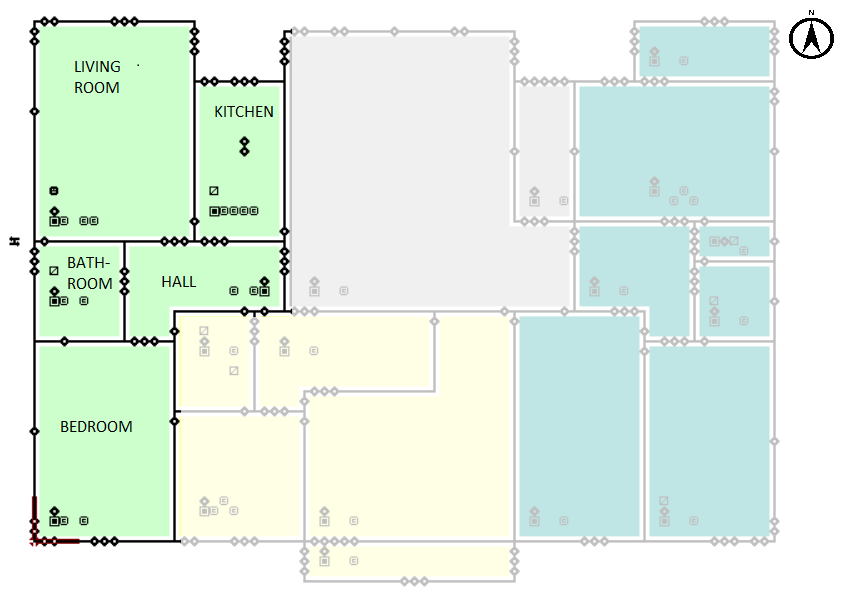 N
LIVING
ROOM
KITCHEN
BATH-
ROOM
HALL
BEDROOM